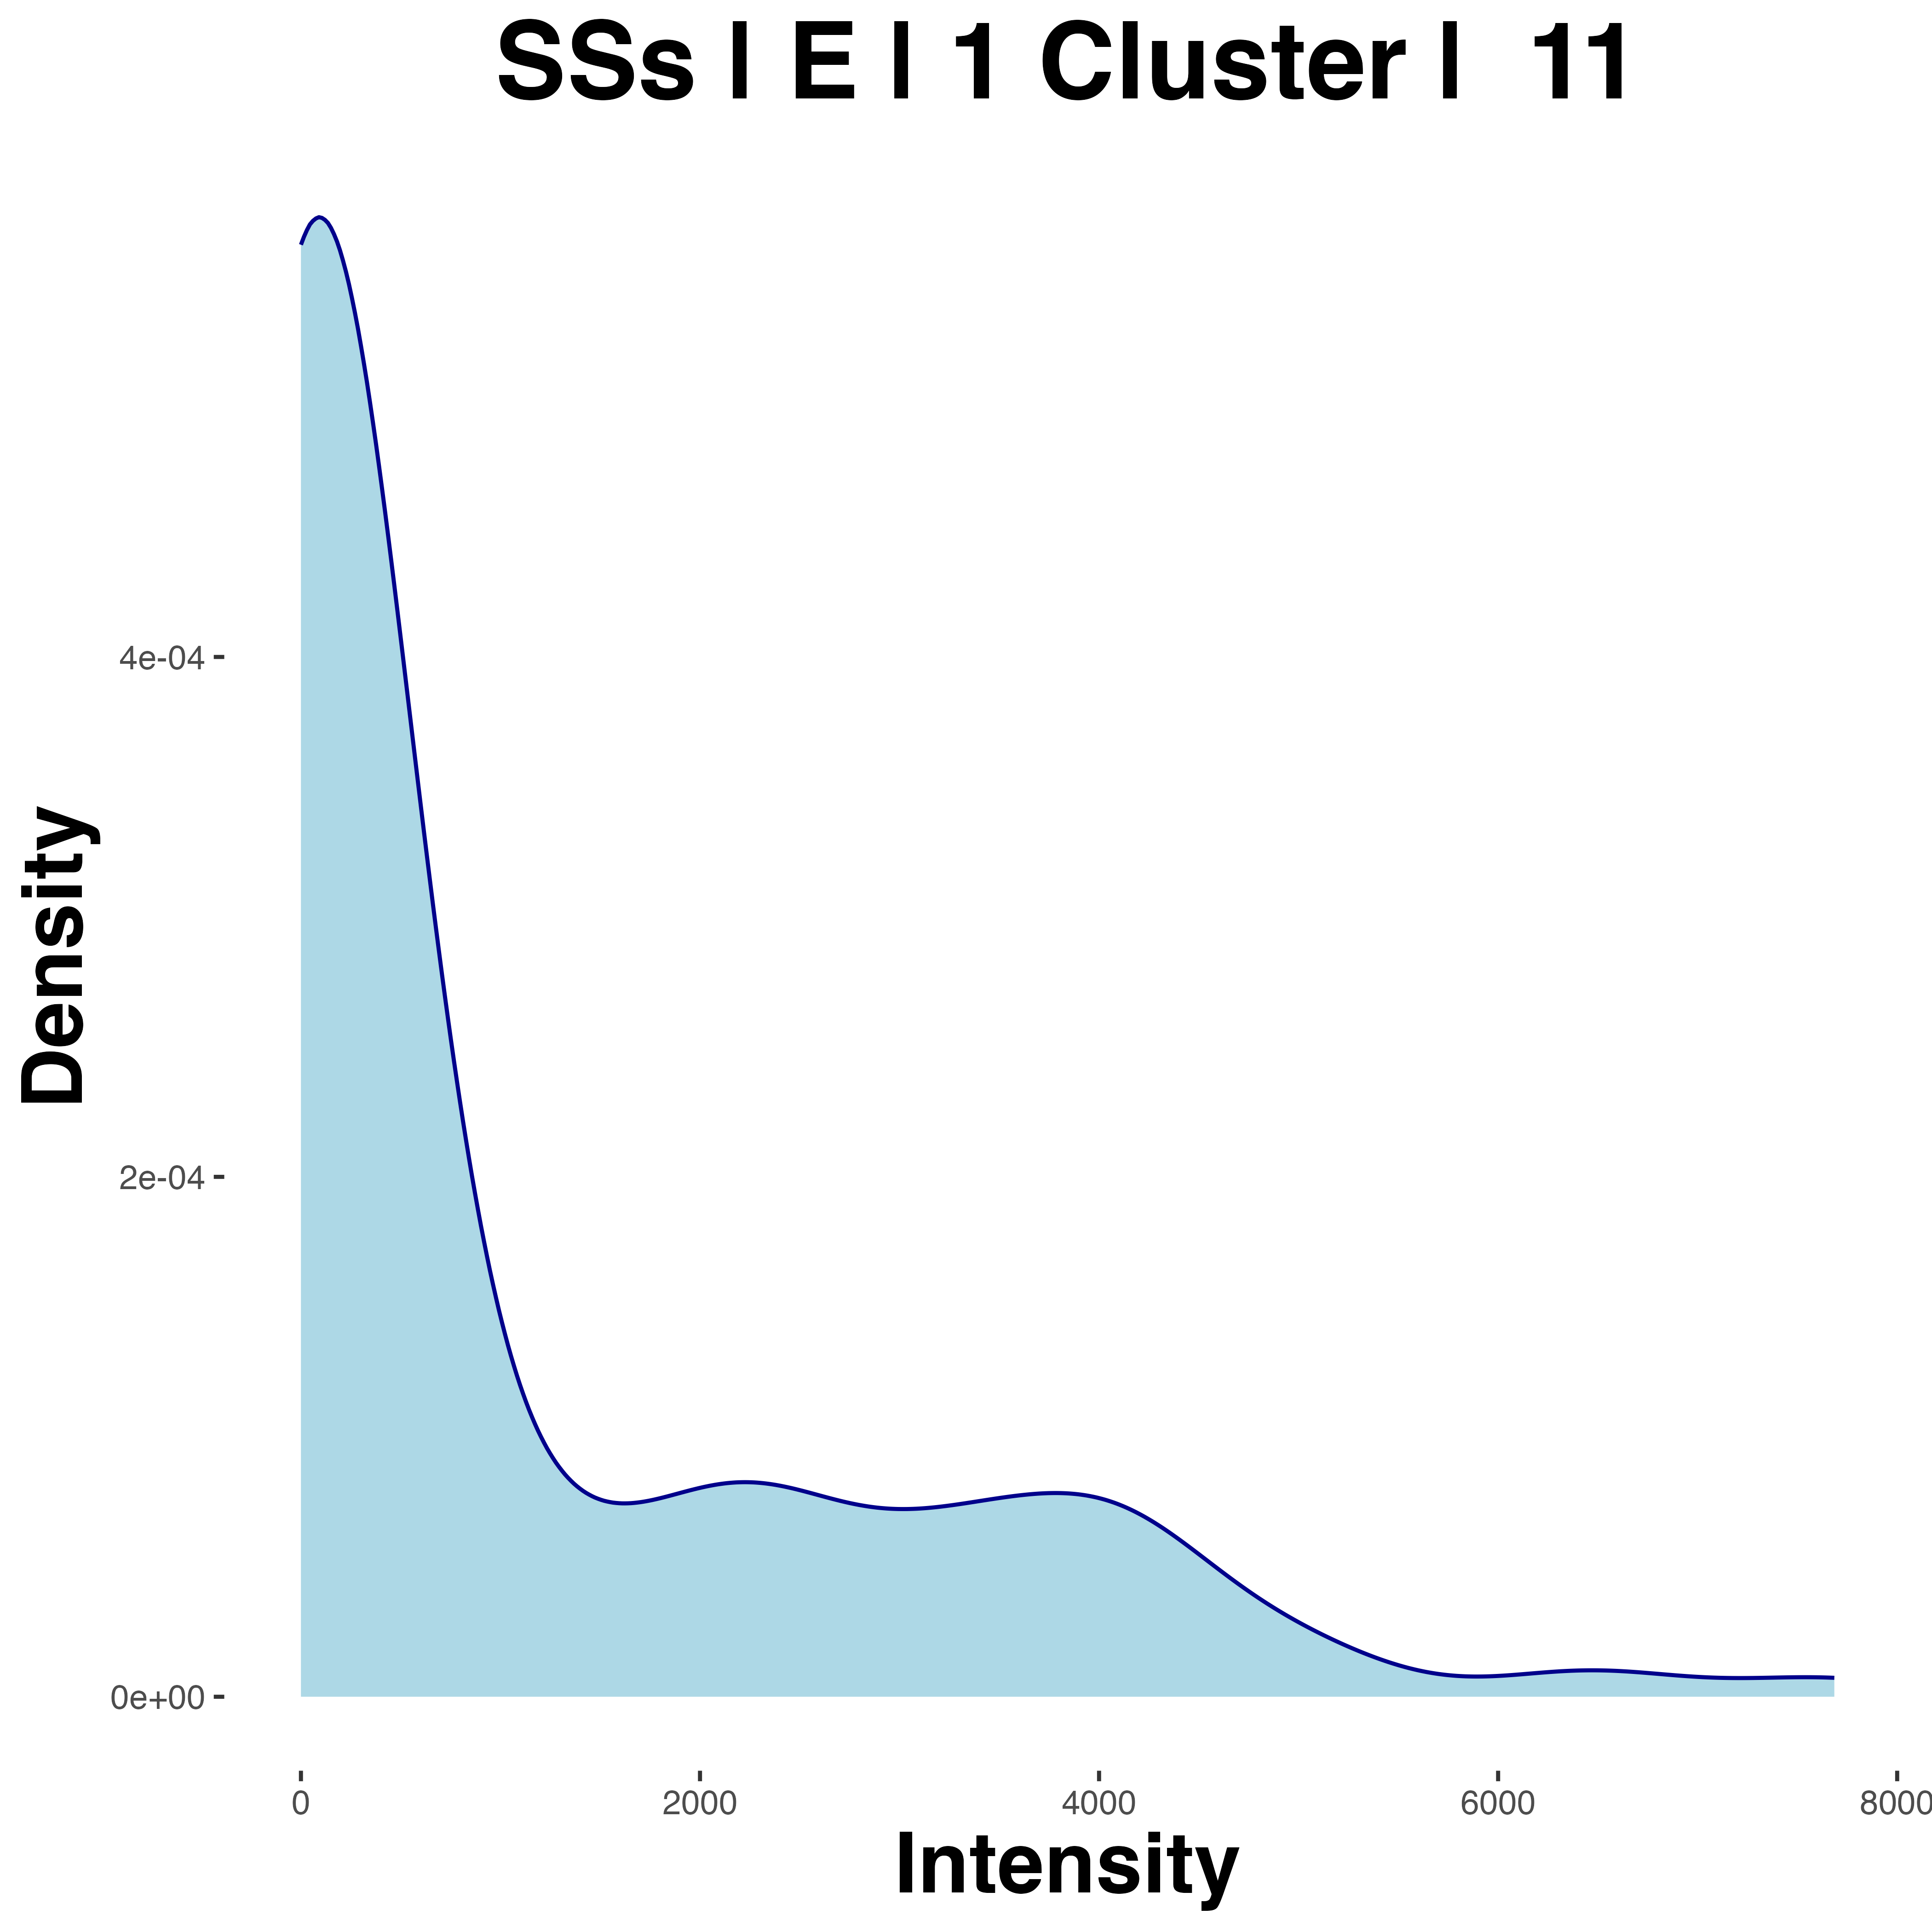 SSs | E | 1 Cluster |  11
Density
4e-04
2e-04
0e+00
0
2000
4000
6000
8000
Intensity